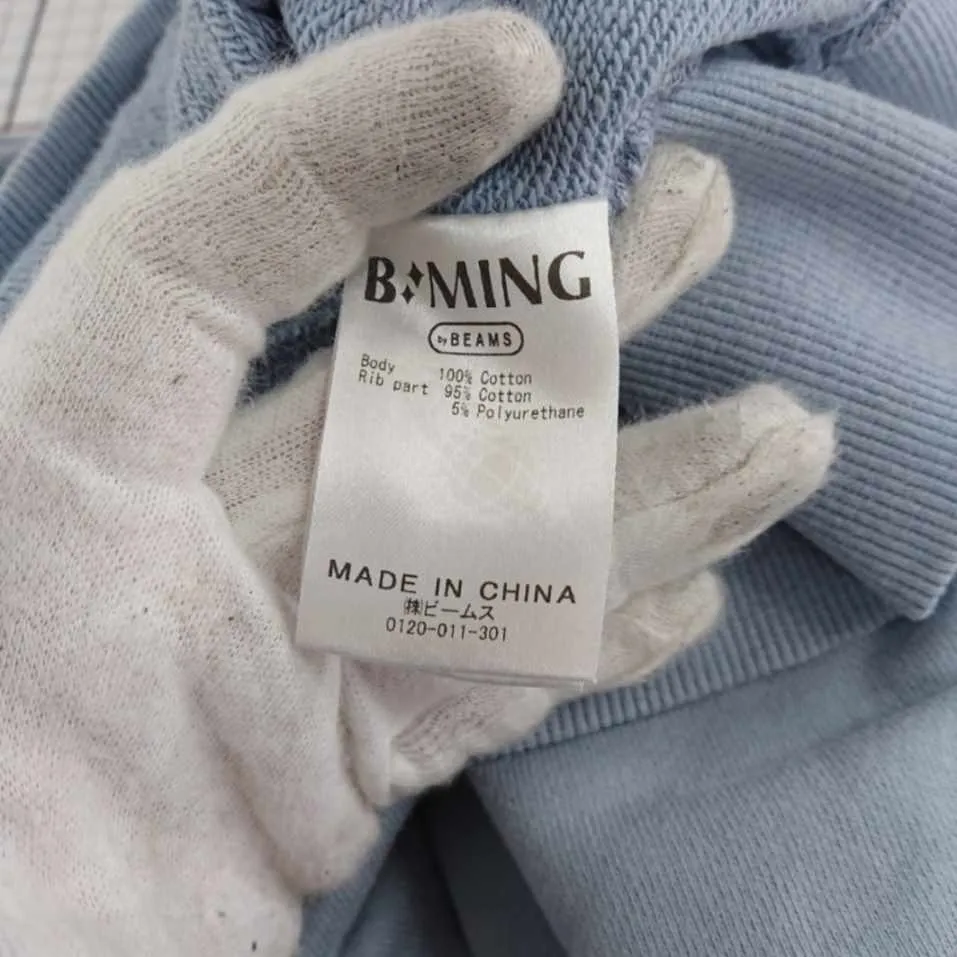 B:MING
by BEAMS
Body 100% Cotton
Rib part 95% Cotton
5% Polyurethane
MADE IN CHINA
㈱ビームス
0120-011-301